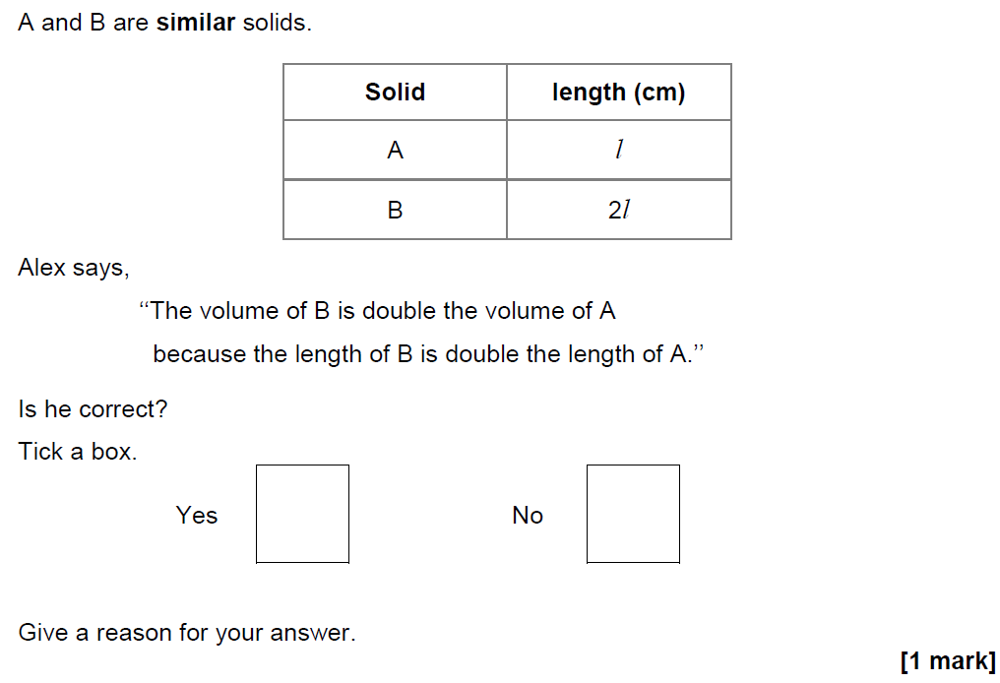 A and B are similar solids.
Solid length (cm)
A l
B 2l
Alex says,
“The volume of B is double the volume of A
because the length of B is double the length of A.”
Is he correct?
Tick a box.
Yes No
Give a reason for your answer.
[1 mark]